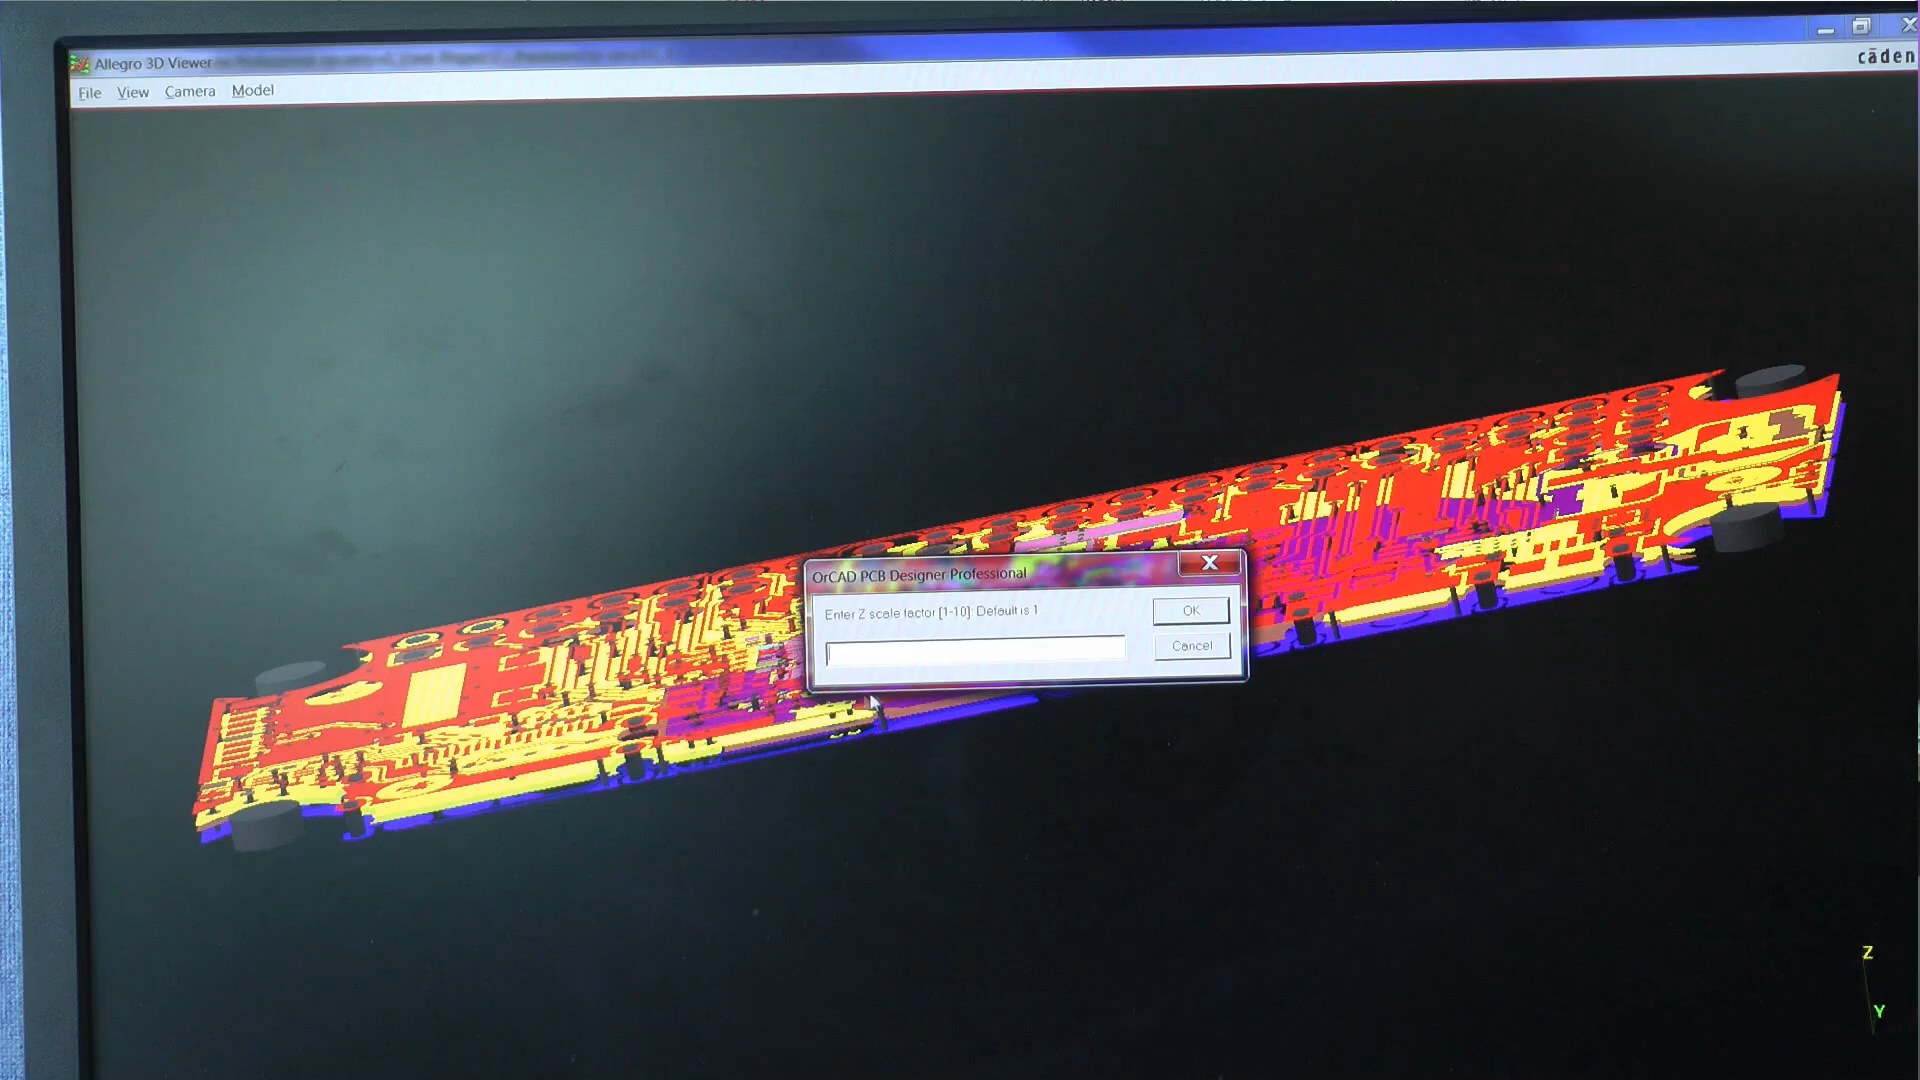 Allegro 3D Viewer
cāden
File View Camera Model
OrCAD PCB Designer Professional
Enter Z scale factor [1-10]: Default is 1
OK
Cancel
Z
Y